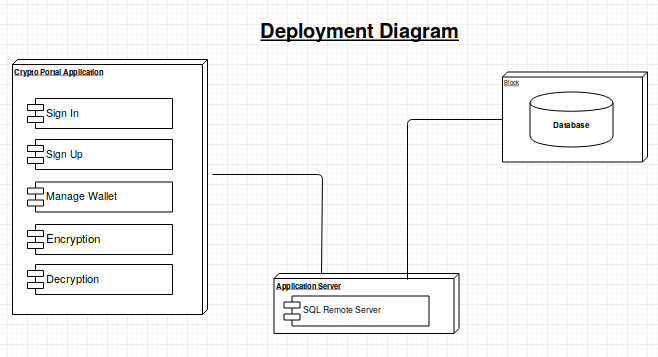 Deployment Diagram
Crypto Portal Application
Sign In
Sign Up
Manage Wallet
Encryption
Decryption
Block
Database
Application Server
SQL Remote Server